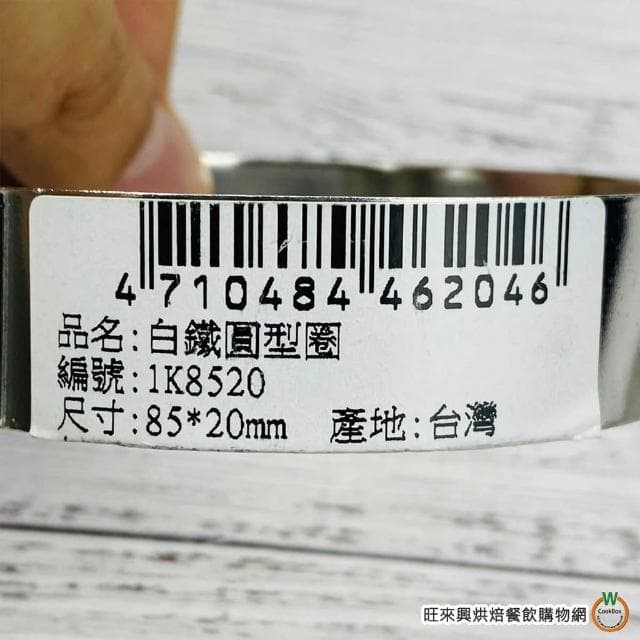 4 710484 462046
品名:白鐵圓型圈
編號:1K8520
尺寸:85*20mm 產地:台灣
W
CookBox
旺來興烘焙餐飲購物網